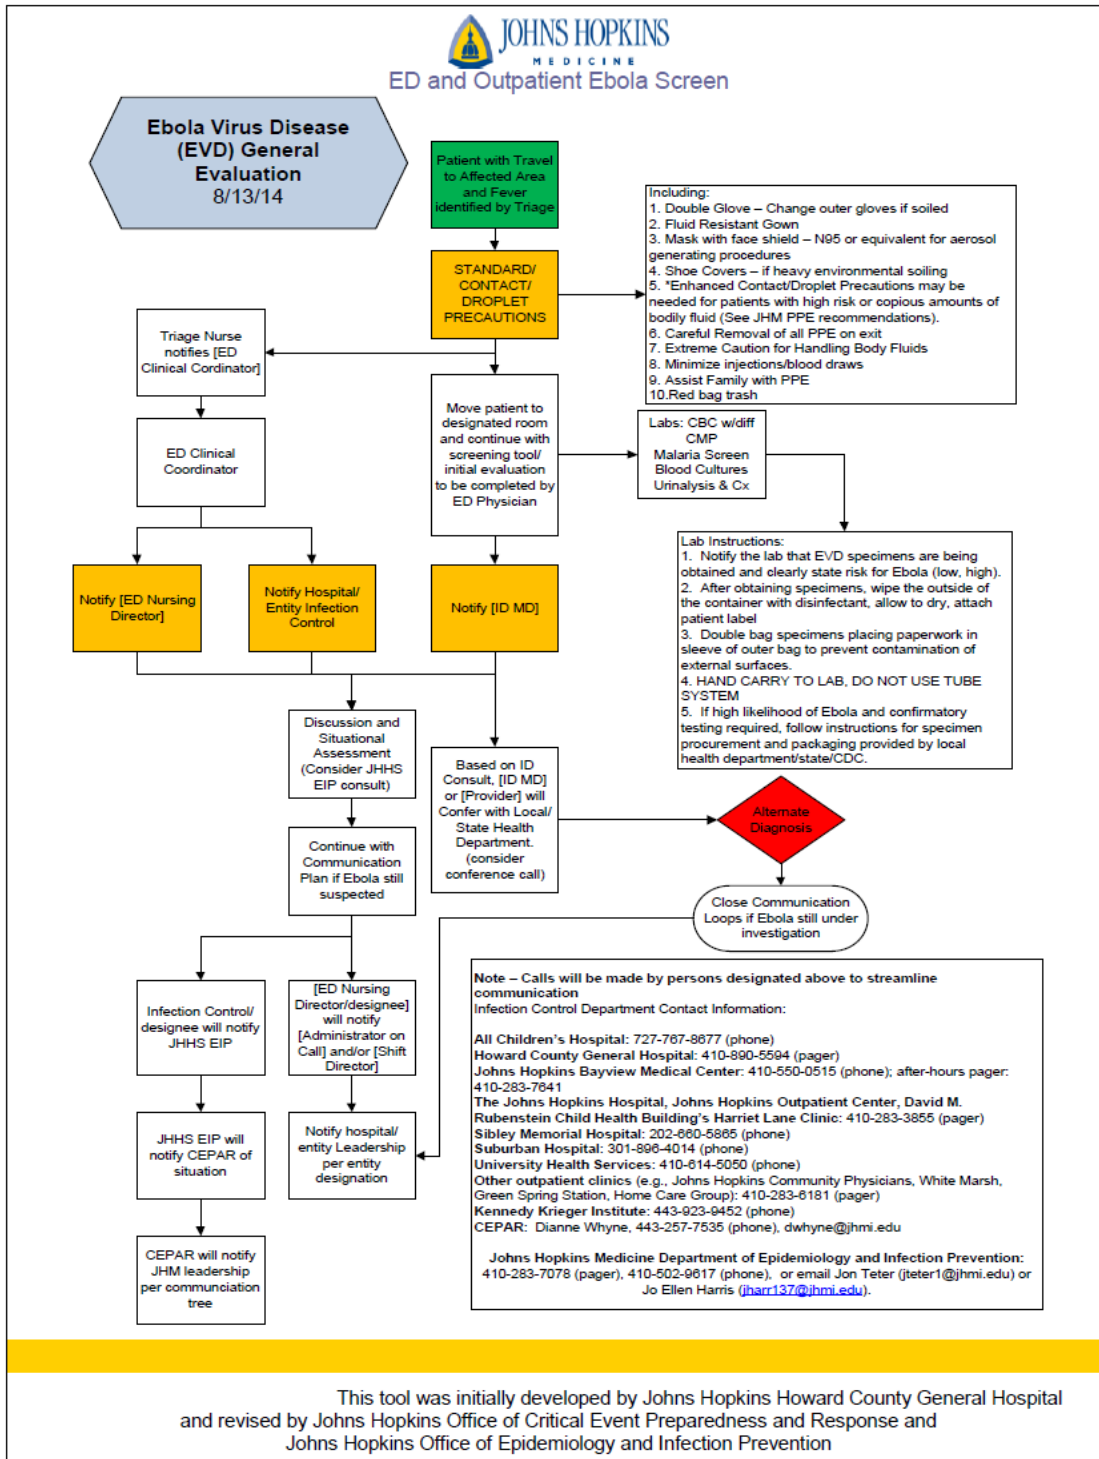 JOHNS HOPKINS
MEDICINE
ED and Outpatient Ebola Screen
Ebola Virus Disease
(EVD) General
Evaluation
8/13/14
Patient with Travel
to Affected Area
and Fever
identified by Triage
STANDARD/
CONTACT/
DROPLET
PRECAUTIONS
Including:
1. Double Glove – Change outer gloves if soiled
2. Fluid Resistant Gown
3. Mask with face shield – N95 or equivalent for aerosol
generating procedures
4. Shoe Covers – if heavy environmental soiling
5. *Enhanced Contact/Droplet Precautions may be
needed for patients with high risk or copious amounts of
bodily fluid (See JHM PPE recommendations).
6. Careful Removal of all PPE on exit
7. Extreme Caution for Handling Body Fluids
8. Minimize injections/blood draws
9. Assist Family with PPE
10.Red bag trash
Triage Nurse
notifies [ED
Clinical Cordinator]
ED Clinical
Coordinator
Move patient to
designated room
and continue with
screening tool/
initial evaluation
to be completed by
ED Physician
Labs: CBC w/diff
CMP
Malaria Screen
Blood Cultures
Urinalysis & Cx
Lab Instructions:
1. Notify the lab that EVD specimens are being
obtained and clearly state risk for Ebola (low, high).
2. After obtaining specimens, wipe the outside of
the container with disinfectant, allow to dry, attach
patient label
3. Double bag specimens placing paperwork in
sleeve of outer bag to prevent contamination of
external surfaces.
4. HAND CARRY TO LAB, DO NOT USE TUBE
SYSTEM
5. If high likelihood of Ebola and confirmatory
testing required, follow instructions for specimen
procurement and packaging provided by local
health department/state/CDC.
Notify [ED Nursing
Director]
Notify Hospital/
Entity Infection
Control
Notify [ID MD]
Discussion and
Situational
Assessment
(Consider JHHS
EIP consult)
Based on ID
Consult, [ID MD]
or [Provider] will
Confer with Local/
State Health
Department.
(consider
conference call)
Alternate
Diagnosis
Continue with
Communication
Plan if Ebola still
suspected
Close Communication
Loops if Ebola still under
investigation
Infection Control/
designee will notify
JHHS EIP
[ED Nursing
Director/designee]
will notify
[Administrator on
Call] and/or [Shift
Director]
JHHS EIP will
notify CEPAR of
situation
Notify hospital/
entity Leadership
per entity
designation
CEPAR will notify
JHM leadership
per communciation
tree
Note – Calls will be made by persons designated above to streamline
communication
Infection Control Department Contact Information:
All Children's Hospital: 727-767-8677 (phone)
Howard County General Hospital: 410-890-5594 (pager)
Johns Hopkins Bayview Medical Center: 410-550-0515 (phone); after-hours pager:
410-283-7641
The Johns Hopkins Hospital, Johns Hopkins Outpatient Center, David M.
Rubenstein Child Health Building's Harriet Lane Clinic: 410-283-3855 (pager)
Sibley Memorial Hospital: 202-660-5865 (phone)
Suburban Hospital: 301-896-4014 (phone)
University Health Services: 410-614-5050 (phone)
Other outpatient clinics (e.g., Johns Hopkins Community Physicians, White Marsh,
Green Spring Station, Home Care Group): 410-283-6181 (pager)
Kennedy Krieger Institute: 443-923-9452 (phone)
CEPAR: Dianne Whyne, 443-257-7535 (phone), dwhyne@jhmi.edu
Johns Hopkins Medicine Department of Epidemiology and Infection Prevention:
410-283-7078 (pager), 410-502-9617 (phone), or email Jon Teter (jteter1@jhmi.edu) or
Jo Ellen Harris (jharr137@jhmi.edu).
This tool was initially developed by Johns Hopkins Howard County General Hospital
and revised by Johns Hopkins Office of Critical Event Preparedness and Response and
Johns Hopkins Office of Epidemiology and Infection Prevention